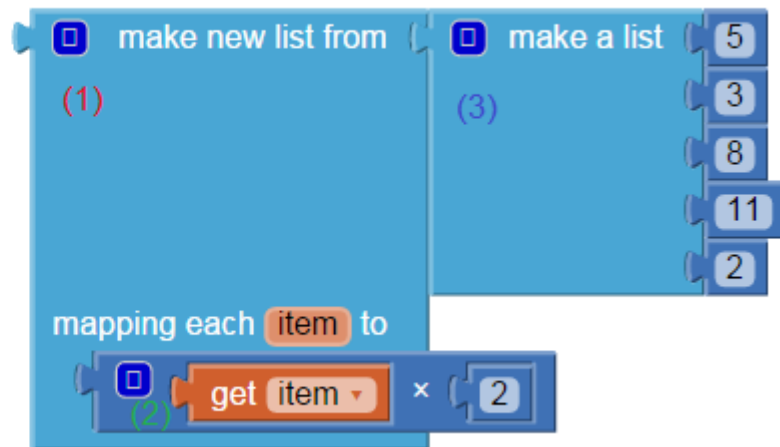 make new list from make a list 5
(1) (3) 3
8
11
2
mapping each item to
(2) get item × 2